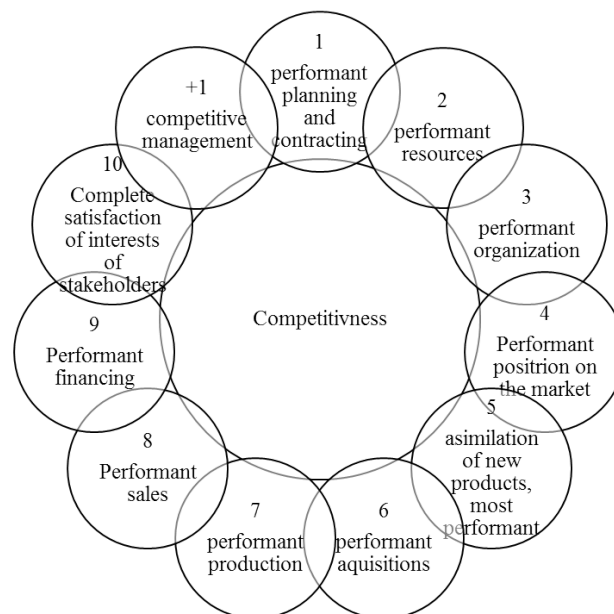 1
performant
planning
and
contracting
2
performant
resources
3
performant
organization
4
Performant
positrion on
the market
5
asimilation
of new
products,
most
performant
6
performant
aquisitions
7
performant
production
8
Performant
sales
9
Performant
financing
10
Complete
satisfaction
of interests
of
stakeholders
+1
competitive
management
Competitivness